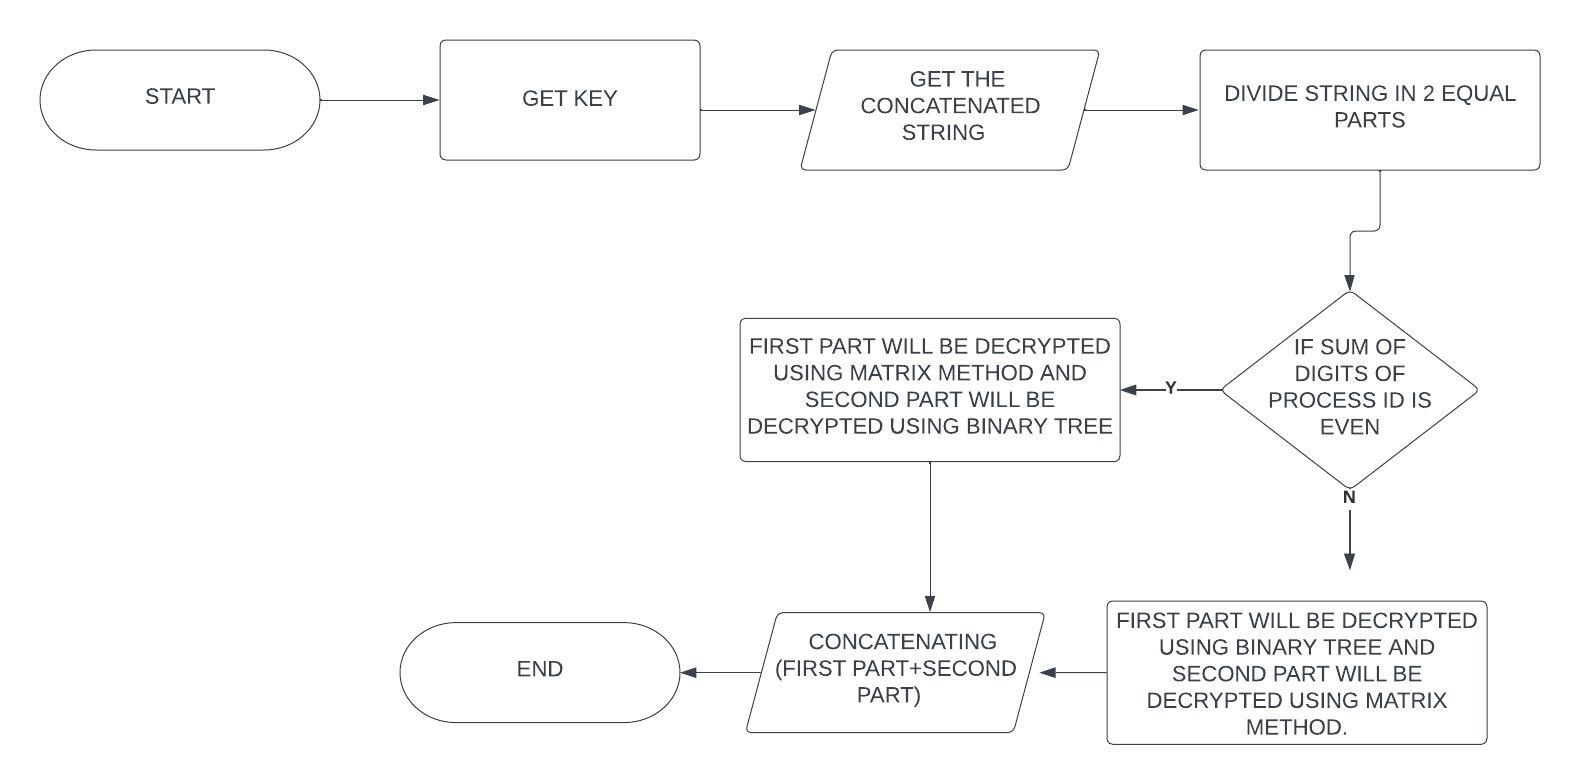 START
GET KEY
GET THE
CONCATENATED
STRING
DIVIDE STRING IN 2 EQUAL
PARTS
IF SUM OF
DIGITS OF
PROCESS ID IS
EVEN
Y
FIRST PART WILL BE DECRYPTED
USING MATRIX METHOD AND
SECOND PART WILL BE
DECRYPTED USING BINARY TREE
N
FIRST PART WILL BE DECRYPTED
USING BINARY TREE AND
SECOND PART WILL BE
DECRYPTED USING MATRIX
METHOD.
CONCATENATING
(FIRST PART+SECOND
PART)
END